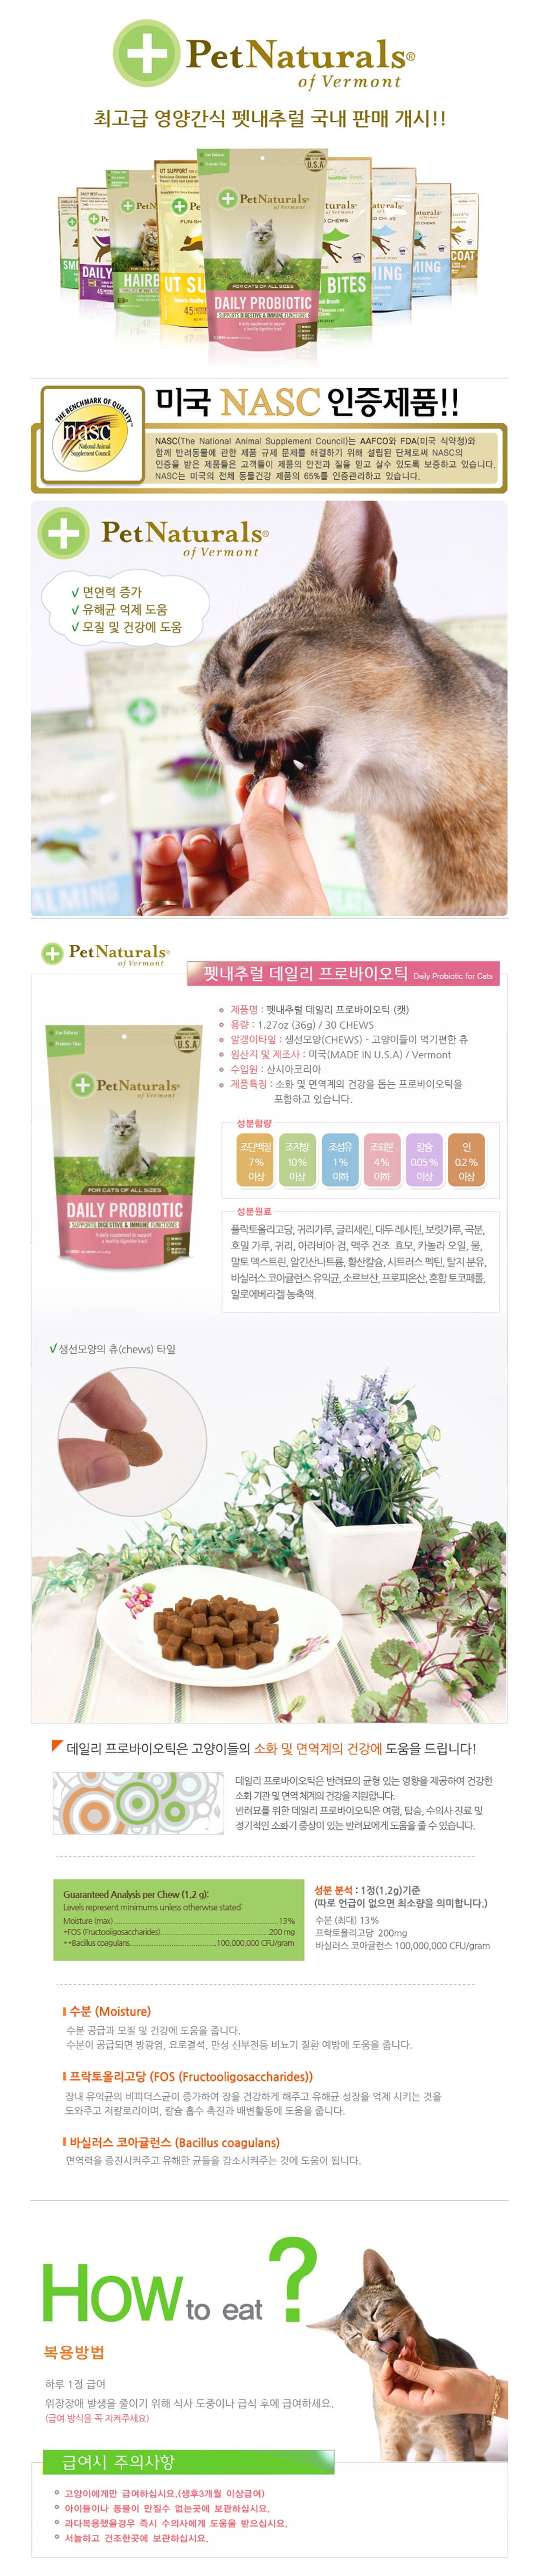 PetNaturals®
of Vermont
최고급 영양간식 펫내추럴 국내 판매 개시!!
PetNaturals®
of Vermont
FOR CATS OF ALL SIZES
DAILY PROBIOTIC
SUPPORTS DIGESTIVE & IMMUNE FUNCTIONS
BITES
COAT
THE BENCHMARK OF QUALITY™
nasc
National Animal
Supplement Council
미국 NASC 인증제품!!
NASC(The National Animal Supplement Council)는 AAFCO와 FDA(미국 식약청)와
함께 반려동물에 관한 제품 규제 문제를 해결하기 위해 설립된 단체로써 NASC의
인증을 받은 제품들은 고객들이 제품의 안전과 질을 믿고 살수 있도록 보증하고 있습니다.
NASC는 미국의 전체 동물건강 제품의 65%를 인증관리하고 있습니다.
PetNaturals®
of Vermont
√ 면연력 증가
√ 유해균 억제 도움
√ 모질 및 건강에 도움
PetNaturals®
of Vermont
펫내추럴 데일리 프로바이오틱 Daily Probiotic for Cats
제품명 : 펫내추럴 데일리 프로바이오틱 (캣)
용량 : 1.27oz (36g) / 30 CHEWS
알갱이타입 : 생선모양(CHEWS) - 고양이들이 먹기편한 츄
원산지 및 제조사 : 미국(MADE IN U.S.A) / Vermont
수입원 : 산시아코리아
제품특징 : 소화 및 면역계의 건강을 돕는 프로바이오틱을
포함하고 있습니다.
PetNaturals®
of Vermont
FOR CATS OF ALL SIZES
DAILY PROBIOTIC
SUPPORTS DIGESTIVE & IMMUNE FUNCTIONS
성분함량
조단백질 조지방 조섬유 조회분 칼슘 인
7% 10% 1% 4% 0.05% 0.2%
이상 이상 이하 이하 이상 이상
성분원료
플락토올리고당, 귀리가루, 글리세린, 대두 레시틴, 보릿가루, 곡분,
호밀 가루, 귀리, 아라비아 검, 맥주 건조 효모, 카놀라 오일, 물,
말토 덱스트린, 알긴산나트륨, 황산칼슘, 시트러스 펙틴, 탈지 분유,
바실러스 코아귤런스 유익균, 소르브산, 프로피온산, 혼합 토코페롤,
알로에베라겔 농축액.
√ 생선모양의 츄(chews) 타잎
데일리 프로바이오틱은 고양이들의 소화 및 면역계의 건강에 도움을 드립니다!
데일리 프로바이오틱은 반려묘의 균형 있는 영향을 제공하여 건강한
소화 기관 및 면역 체계의 건강을 지원합니다.
반려묘를 위한 데일리 프로바이오틱은 여행, 탑승, 수의사 진료 및
정기적인 소화기 증상이 있는 반려묘에게 도움을 줄 수 있습니다.
Guaranteed Analysis per Chew (1,2 g):
Levels represent minimums unless otherwise stated:
Moisture (max)........13%
*FOS (Fructooligosaccharides)........200 mg
**Bacillus coagulans........100,000,000 CFU/gram
성분 분석 : 1정(1.2g)기준
(따로 언급이 없으면 최소량을 의미합니다.)
수분 (최대) 13%
프락토올리고당 200mg
바실러스 코아귤런스 100,000,000 CFU/gram
수분 (Moisture)
수분 공급과 모질 및 건강에 도움을 줍니다.
수분이 공급되면 방광염, 요로결석, 만성 신부전등 비뇨기 질환 예방에 도움을 줍니다.
프락토올리고당 (FOS (Fructooligosaccharides))
장내 유익균의 비피더스균이 증가하여 장을 건강하게 해주고 유해균 성장을 억제 시키는 것을
도와주고 저칼로리이며, 칼슘 흡수 촉진과 배변활동에 도움을 줍니다.
바실러스 코아귤런스 (Bacillus coagulans)
면역력을 증진시켜주고 유해한 균들을 감소시켜주는 것에 도움이 됩니다.
How to eat ?
복용방법
하루 1정 급여
위장장애 발생을 줄이기 위해 식사 도중이나 급식 후에 급여하세요.
(급여 방식을 꼭 지켜주세요)
급여시 주의사항
고양이에게만 급여하십시요.(생후3개월 이상급여)
아이들이나 동물이 만질수 없는곳에 보관하십시요.
과다복용했을경우 즉시 수의사에게 도움을 받으십시요.
서늘하고 건조한곳에 보관하십시요.